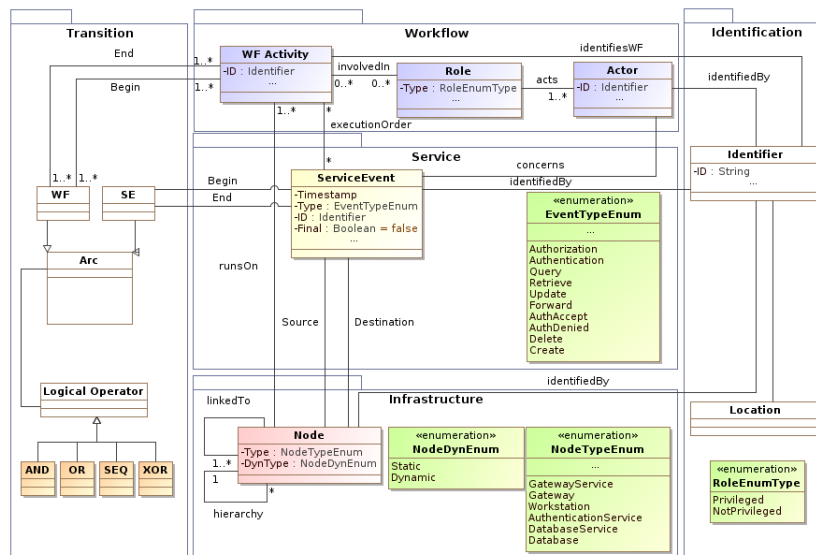 Transition
Workflow
Identification
End
Begin
1..*
1..*
1..*
1..*
WF Activity
-ID : Identifier
...
involvedIn
0..*
0..*
Role
-Type : RoleEnumType
...
acts
1..*
Actor
-ID : Identifier
...
identifiesWF
identifiedBy
1..*
*
executionOrder
*
Service
Identifier
-ID : String
...
WF
SE
Begin
End
ServiceEvent
-Timestamp
-Type : EventTypeEnum
-ID : Identifier
-Final : Boolean = false
...
concerns
identifiedBy
«enumeration»
EventTypeEnum
...
Authorization
Authentication
Query
Retrieve
Update
Forward
AuthAccept
AuthDenied
Delete
Create
Arc
runsOn
Source
Destination
Logical Operator
AND
OR
SEQ
XOR
Infrastructure
identifiedBy
linkedTo
1..*
1
*
hierarchy
Node
-Type : NodeTypeEnum
-DynType : NodeDynEnum
«enumeration»
NodeDynEnum
Static
Dynamic
«enumeration»
NodeTypeEnum
...
GatewayService
Gateway
Workstation
AuthenticationService
DatabaseService
Database
Location
«enumeration»
RoleEnumType
Privileged
NotPrivileged